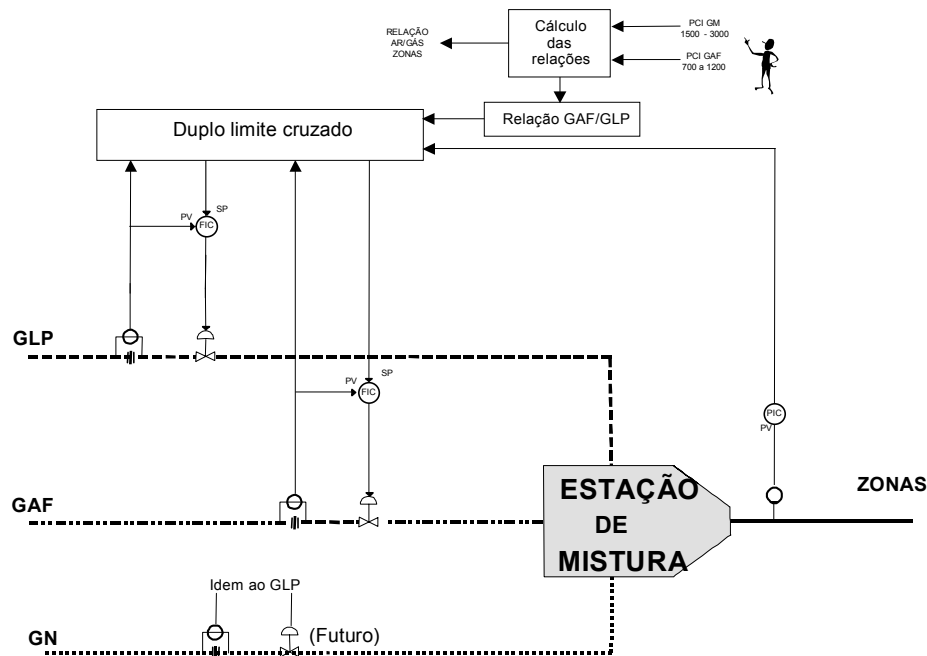 Cálculo
das
relações
RELAÇÃO
AR/GÁS
ZONAS
PCI GM
1500 - 3000
PCI GAF
700 a 1200
Relação GAF/GLP
Duplo limite cruzado
PV
SP
FIC
GLP
PV
SP
FIC
PIC
PV
GAF
ESTAÇÃO
DE
MISTURA
ZONAS
Idem ao GLP
GN
(Futuro)